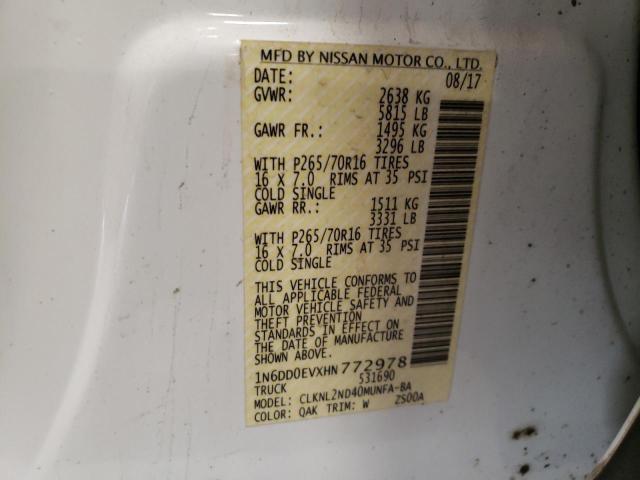 MFD BY NISSAN MOTOR CO., LTD.
DATE: 08/17
GVWR: 2638 KG
5815 LB
GAWR FR.: 1495 KG
3296 LB
WITH P265/70R16 TIRES
16 X 7.0 RIMS AT 35 PSI
COLD SINGLE
GAWR RR.: 1511 KG
3331 LB
WITH P265/70R16 TIRES
16 X 7.0 RIMS AT 35 PSI
COLD SINGLE
THIS VEHICLE CONFORMS TO
ALL APPLICABLE FEDERAL
MOTOR VEHICLE SAFETY AND
THEFT PREVENTION
STANDARDS IN EFFECT ON
THE DATE OF MANUFACTURE
SHOWN ABOVE.
1N6DD0EVXHN772978
TRUCK 531690
MODEL: CLKNL2ND40MUNFA-BA
COLOR: QAK TRIM: W ZS00A